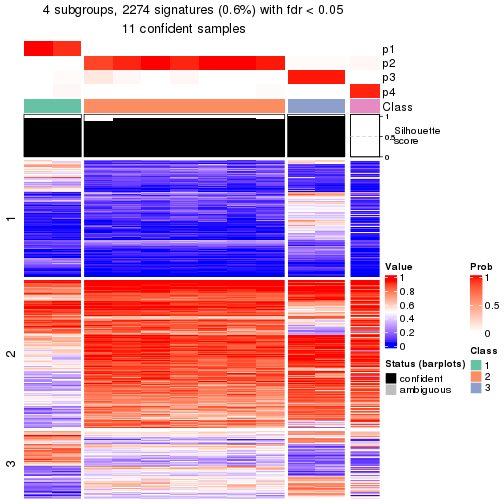 4 subgroups, 2274 signatures (0.6%) with fdr < 0.05
11 confident samples
p1
p2
p3
p4
Class
1
0.5
0
Silhouette
score
1
2
3
Value
1
0.8
0.6
0.4
0.2
0
Prob
1
0.5
0
Status (barplots)
confident
ambiguous
Class
1
2
3